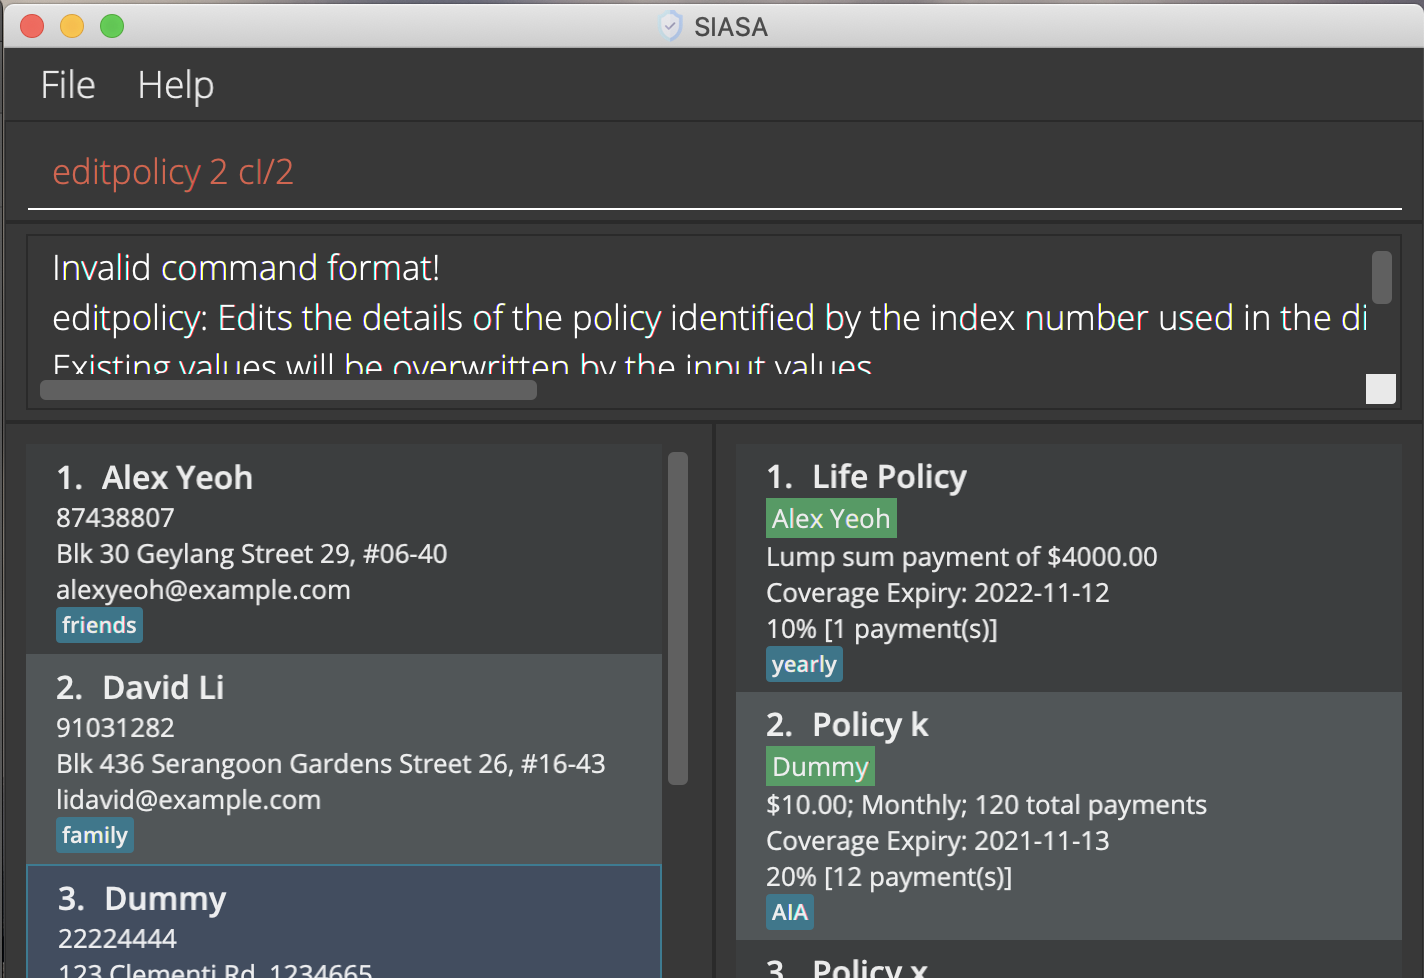 SIASA
File Help
editpolicy 2 cl/2
Invalid command format!
editpolicy: Edits the details of the policy identified by the index number used in the di
Existing values will be overwritten by the input values
1. Alex Yeoh
87438807
Blk 30 Geylang Street 29, #06-40
alexyeoh@example.com
friends
2. David Li
91031282
Blk 436 Serangoon Gardens Street 26, #16-43
lidavid@example.com
family
3. Dummy
22224444
123 Clementi Rd, 1234665
1. Life Policy
Alex Yeoh
Lump sum payment of $4000.00
Coverage Expiry: 2022-11-12
10% [1 payment(s)]
yearly
2. Policy k
Dummy
$10.00; Monthly; 120 total payments
Coverage Expiry: 2021-11-13
20% [12 payment(s)]
AIA
3. Policy x